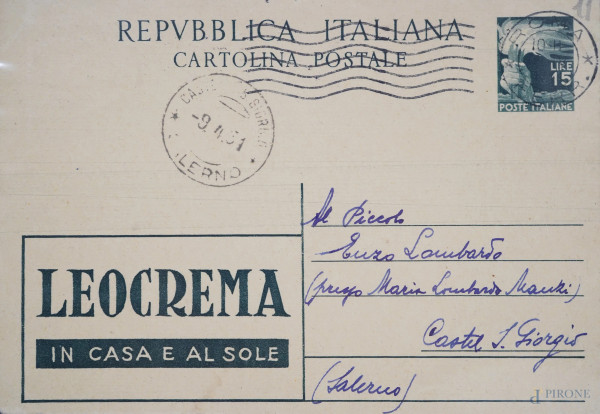 REPVBBLICA ITALIANA
CARTOLINA POSTALE
ROMA
LIRE
15
POSTE ITALIANE
-9.4.51
LERNO
Al Piccolo
Enzo Lombardo
(presso Maria Lombardo
Castel S. Giorgio
(Salerno)
LEOCREMA
IN CASA E AL SOLE
PIRONE